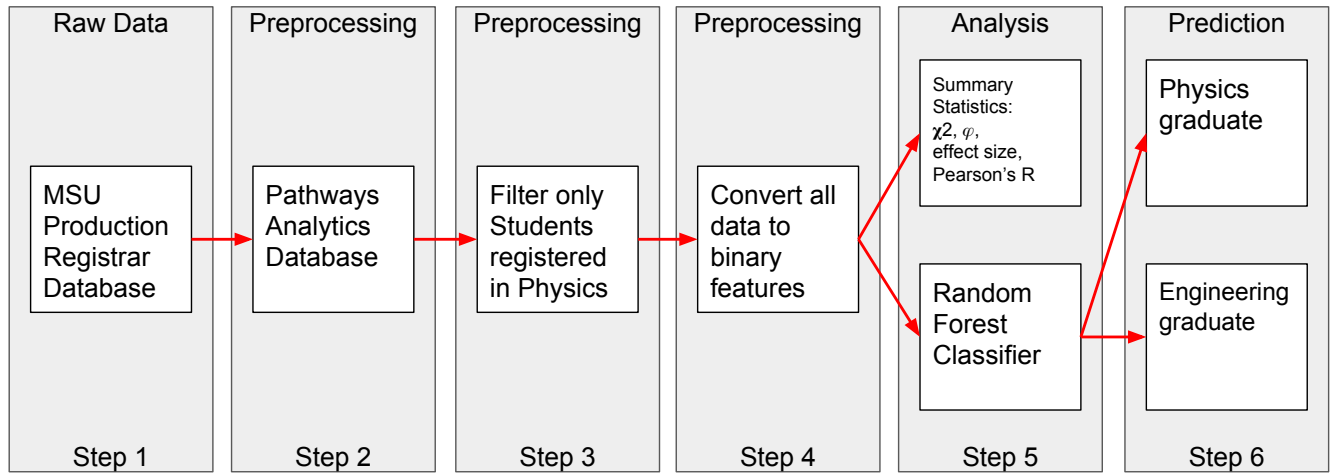 Raw Data
MSU
Production
Registrar
Database
Step 1
Preprocessing
Pathways
Analytics
Database
Step 2
Preprocessing
Filter only
Students
registered
in Physics
Step 3
Preprocessing
Convert all
data to
binary
features
Step 4
Analysis
Summary
Statistics:
χ2, φ,
effect size,
Pearson's R
Random
Forest
Classifier
Step 5
Prediction
Physics
graduate
Engineering
graduate
Step 6